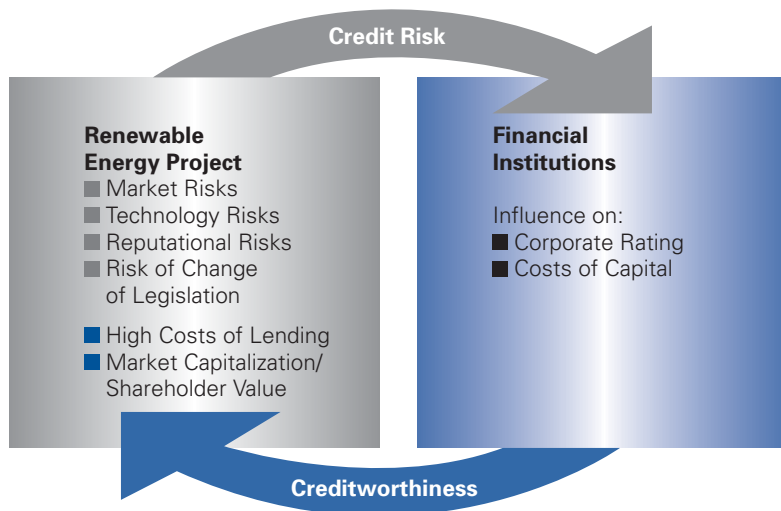 Credit Risk
Renewable
Energy Project
Market Risks
Technology Risks
Reputational Risks
Risk of Change
of Legislation
High Costs of Lending
Market Capitalization/
Shareholder Value
Financial
Institutions
Influence on:
Corporate Rating
Costs of Capital
Creditworthiness